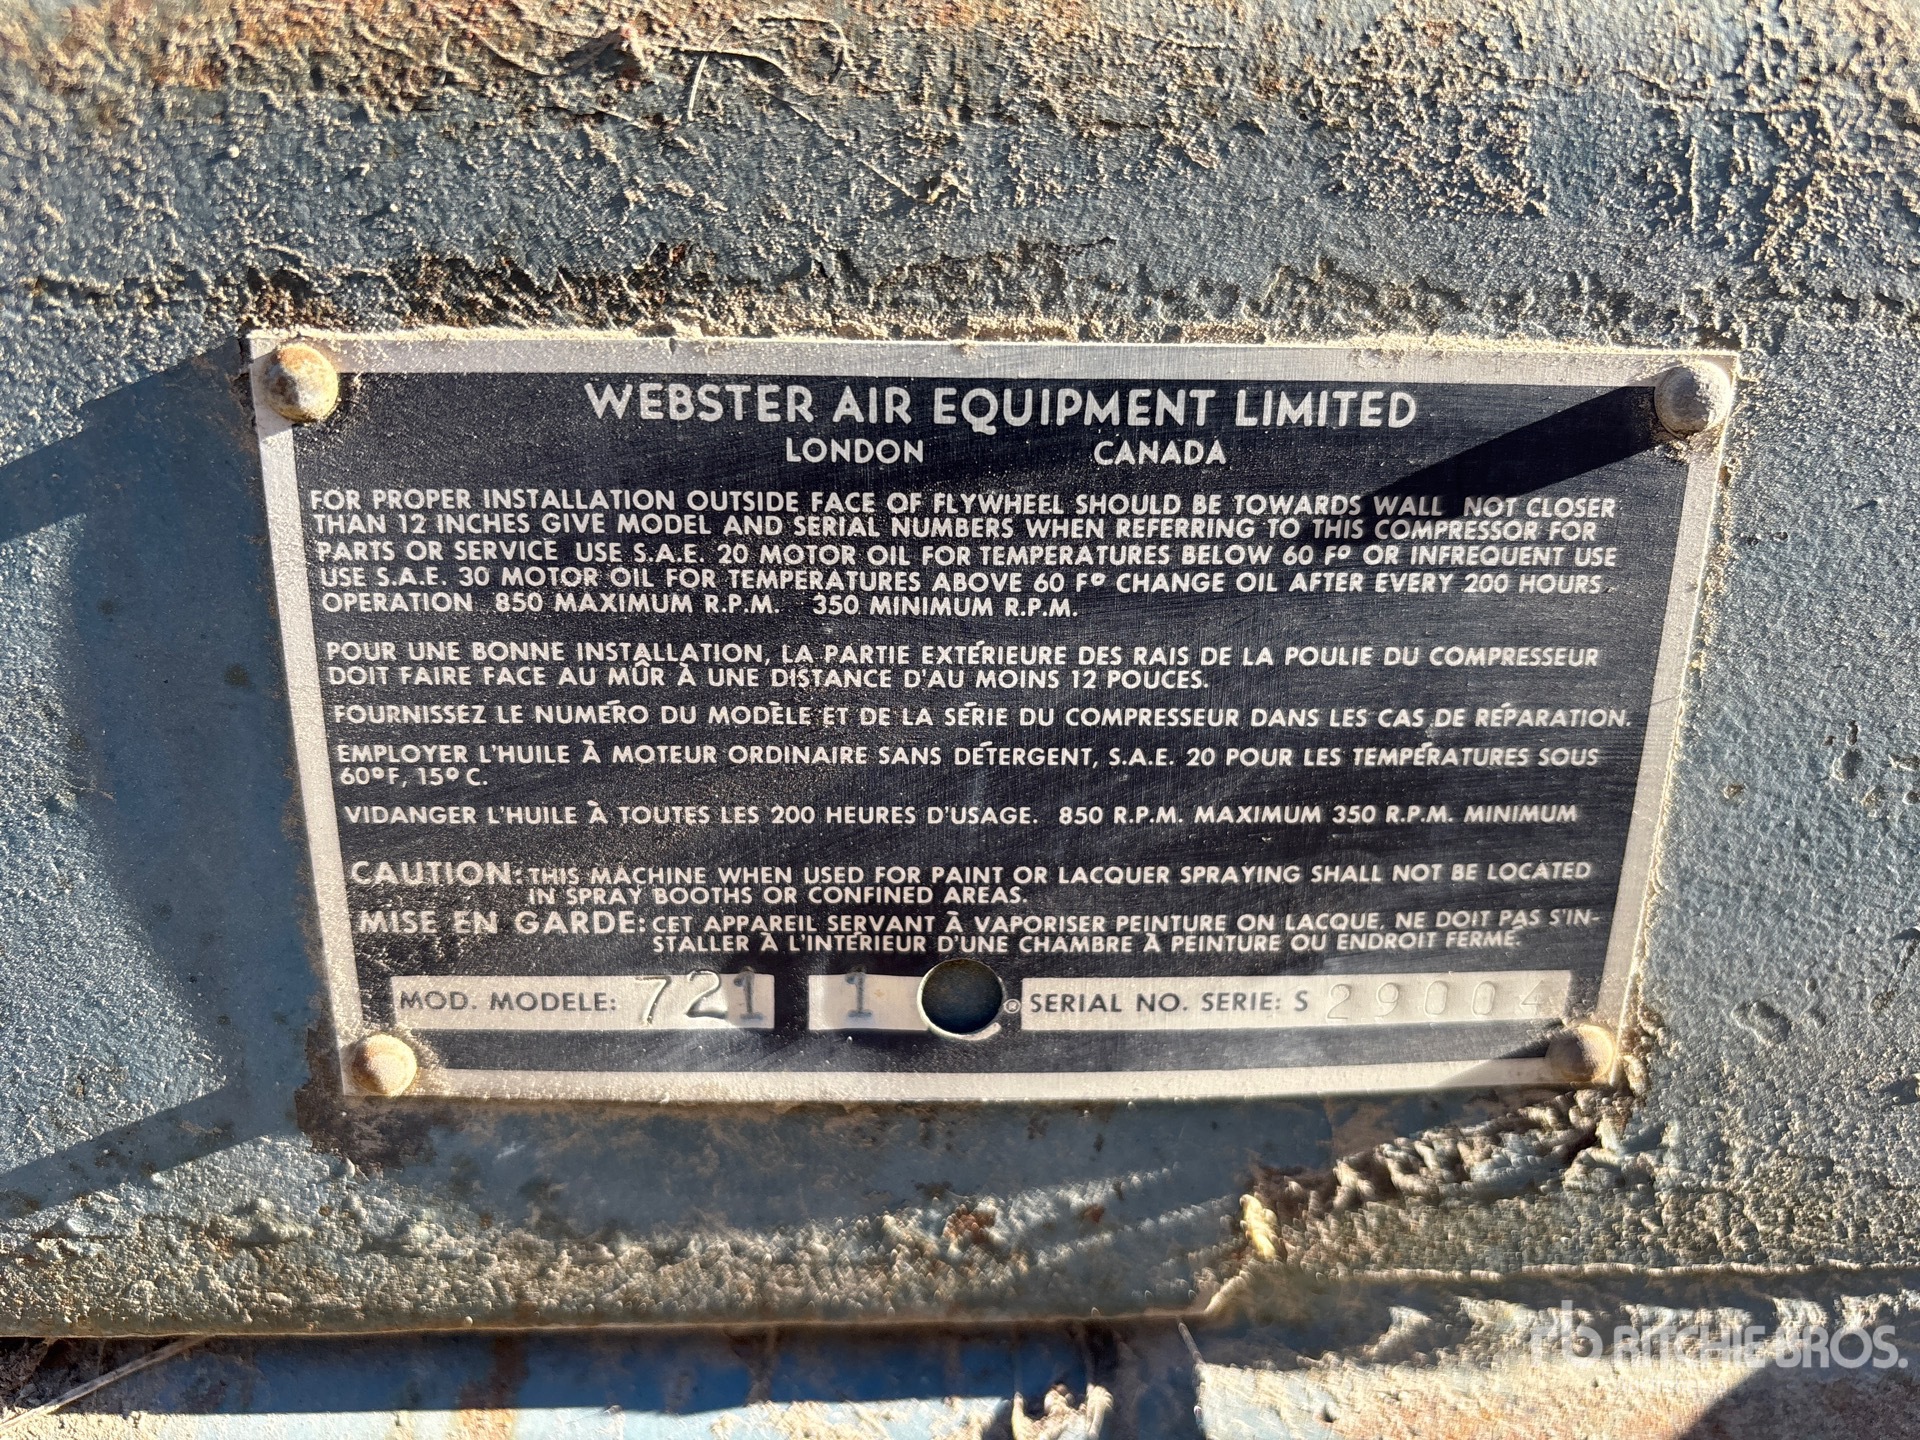 WEBSTER AIR EQUIPMENT LIMITED
LONDON CANADA
FOR PROPER INSTALLATION OUTSIDE FACE OF FLYWHEEL SHOULD BE TOWARDS WALL NOT CLOSER
THAN 12 INCHES GIVE MODEL AND SERIAL NUMBERS WHEN REFERRING TO THIS COMPRESSOR FOR
PARTS OR SERVICE USE S.A.E. 20 MOTOR OIL FOR TEMPERATURES BELOW 60 Fº OR INFREQUENT USE
USE S.A.E. 30 MOTOR OIL FOR TEMPERATURES ABOVE 60 Fº CHANGE OIL AFTER EVERY 200 HOURS
OPERATION 850 MAXIMUM R.P.M. 350 MINIMUM R.P.M.
POUR UNE BONNE INSTALLATION, LA PARTIE EXTÉRIEURE DES RAIS DE LA POULIE DU COMPRESSEUR
DOIT FAIRE FACE AU MÛR À UNE DISTANCE D'AU MOINS 12 POUCES.
FOURNISSEZ LE NUMÉRO DU MODÈLE ET DE LA SÉRIE DU COMPRESSEUR DANS LES CAS DE RÉPARATION.
EMPLOYER L'HUILE À MOTEUR ORDINAIRE SANS DÉTERGENT, S.A.E. 20 POUR LES TEMPÉRATURES SOUS
60º F, 15º C.
VIDANGER L'HUILE À TOUTES LES 200 HEURES D'USAGE. 850 R.P.M. MAXIMUM 350 R.P.M. MINIMUM
CAUTION: THIS MACHINE WHEN USED FOR PAINT OR LACQUER SPRAYING SHALL NOT BE LOCATED
IN SPRAY BOOTHS OR CONFINED AREAS.
MISE EN GARDE: CET APPAREIL SERVANT À VAPORISER PEINTURE ON LACQUE, NE DOIT PAS S'IN-
STALLER À L'INTÉRIEUR D'UNE CHAMBRE À PEINTURE OU ENDROIT FERMÉ.
MOD. MODELE: 721 1 ® SERIAL NO. SERIE: S 29004
rb RITCHIE BROS.